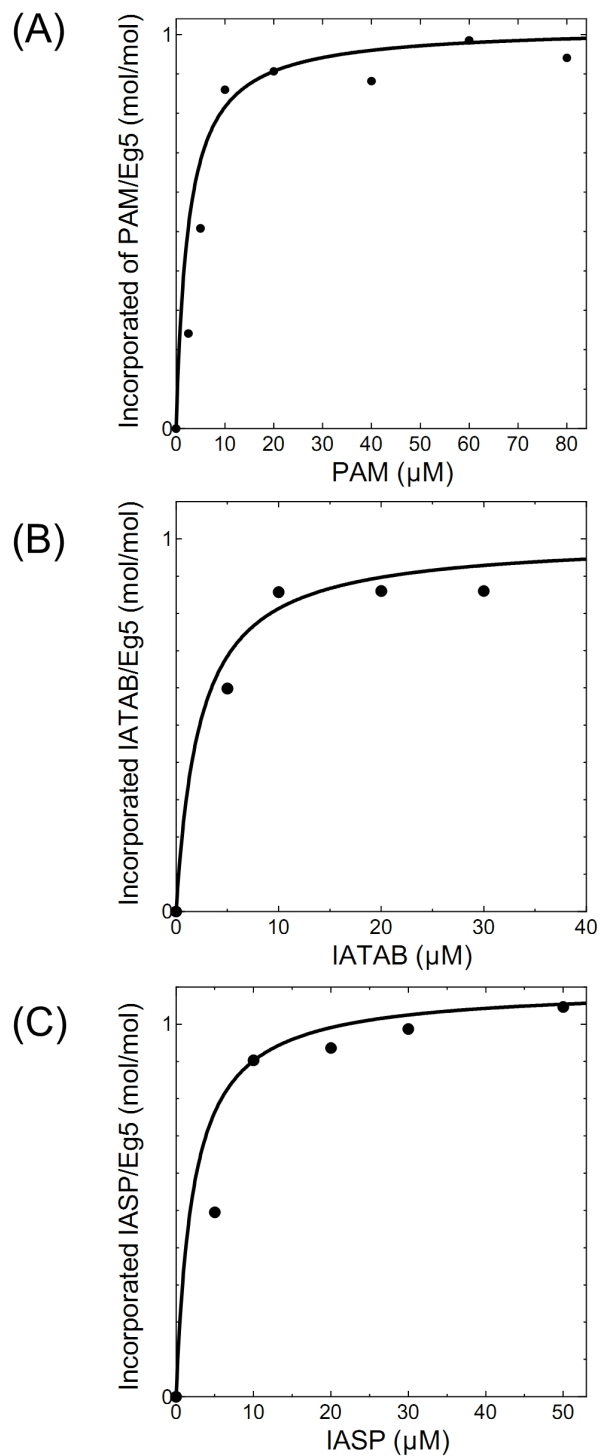 (A)
Incorporated of PAM/Eg5 (mol/mol)
1
0
0 10 20 30 40 50 60 70 80
PAM (µM)
(B)
Incorporated IATAB/Eg5 (mol/mol)
1
0
0 10 20 30 40
IATAB (µM)
(C)
Incorporated IASP/Eg5 (mol/mol)
1
0
0 10 20 30 40 50
IASP (µM)